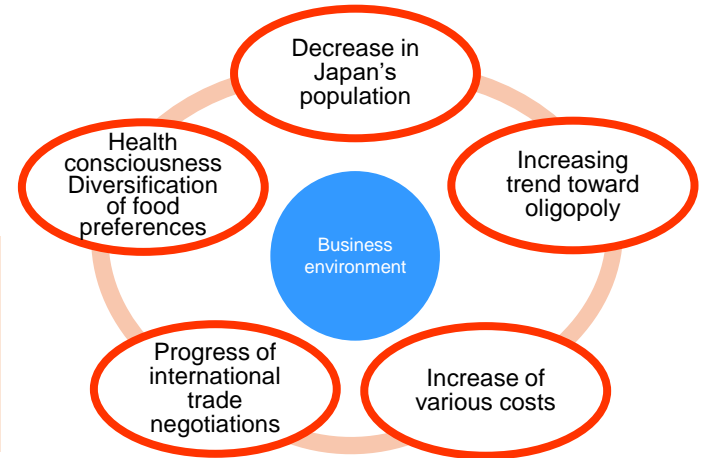 Decrease in
Japan's
population
Health
consciousness
Diversification
of food
preferences
Increasing
trend toward
oligopoly
Business
environment
Progress of
international
trade
negotiations
Increase of
various costs